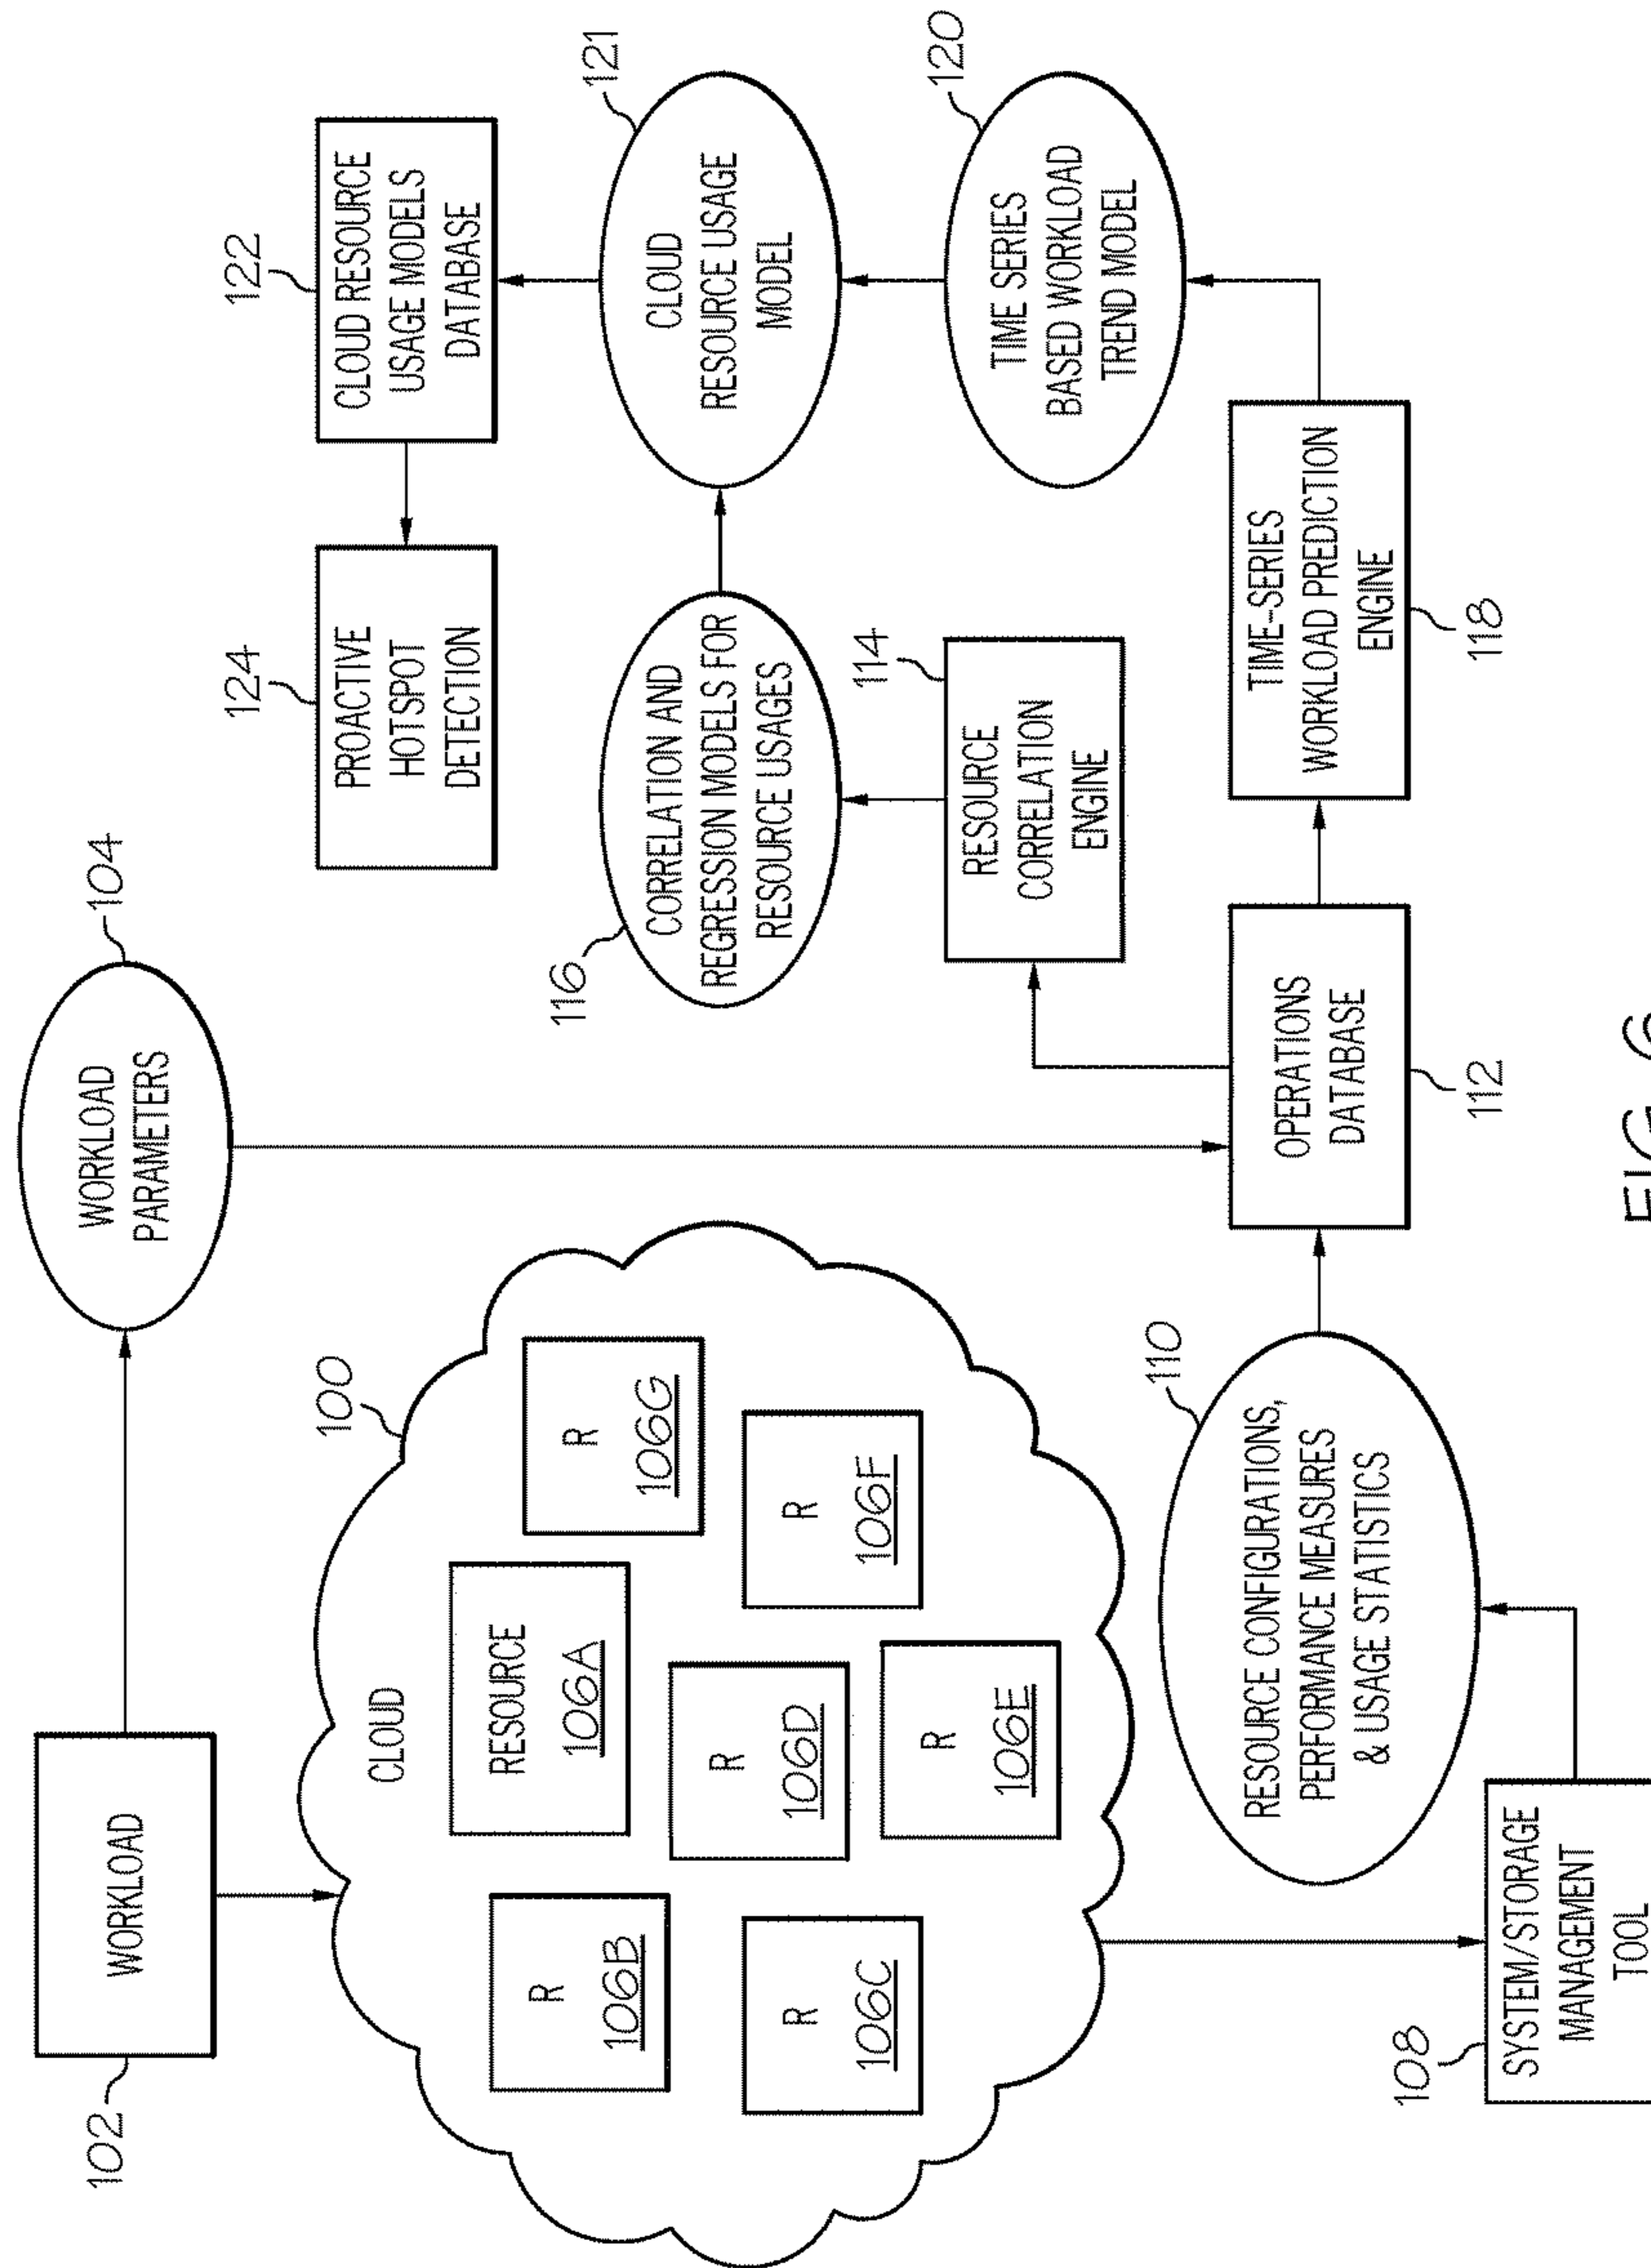 102
WORKLOAD
104
WORKLOAD
PARAMETERS
100
CLOUD
RESOURCE
106A
R
106B
R
106C
R
106D
R
106E
R
106F
R
106G
108
SYSTEM/STORAGE
MANAGEMENT
TOOL
110
RESOURCE CONFIGURATIONS,
PERFORMANCE MEASURES
& USAGE STATISTICS
112
OPERATIONS
DATABASE
114
RESOURCE
CORRELATION
ENGINE
116
CORRELATION AND
REGRESSION MODELS FOR
RESOURCE USAGES
118
TIME-SERIES
WORKLOAD PREDICTION
ENGINE
120
TIME SERIES
BASED WORKLOAD
TREND MODEL
121
CLOUD
RESOURCE USAGE
MODEL
122
CLOUD RESOURCE
USAGE MODELS
DATABASE
124
PROACTIVE
HOTSPOT
DETECTION
FIG. 6